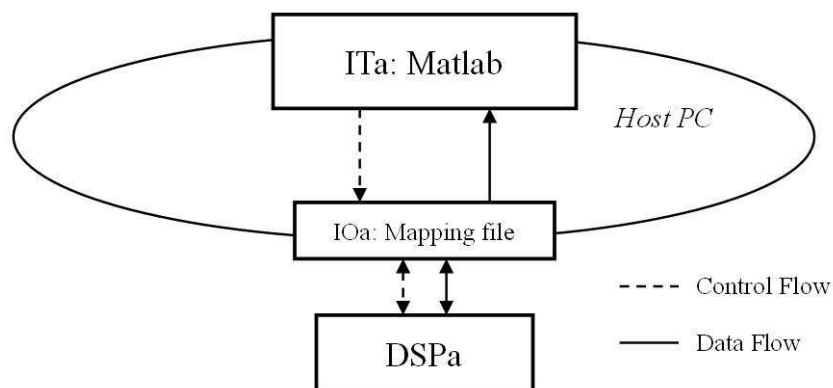 ITa: Matlab
Host PC
IOa: Mapping file
Control Flow
DSPa
Data Flow